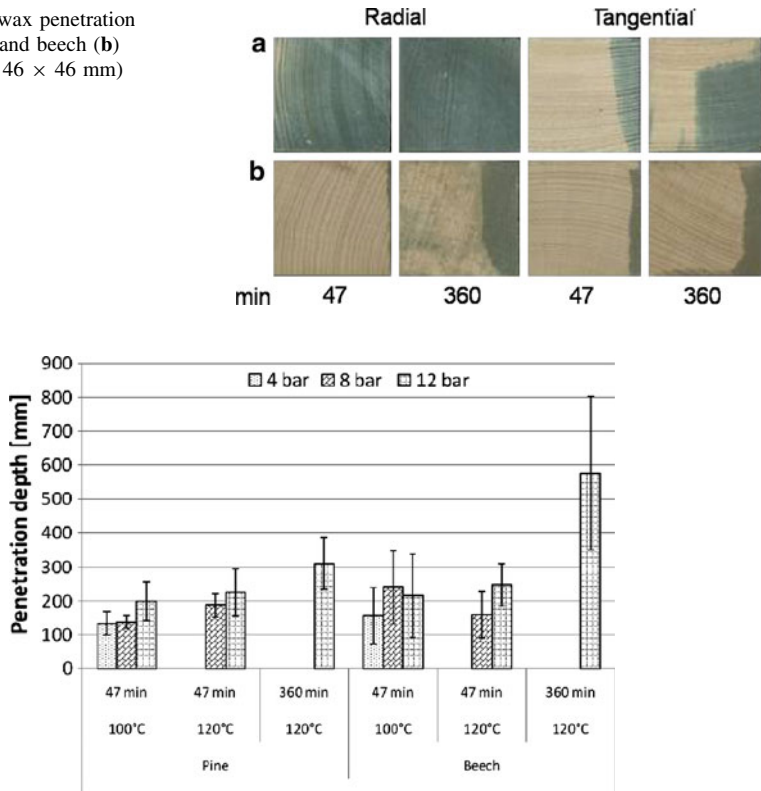 wax penetration
and beech (b)
46 × 46 mm)
Radial Tangential
a
b
min 47 360 47 360
900
800
700
600
500
400
300
200
100
0
Penetration depth [mm]
4 bar 8 bar 12 bar
47 min 47 min 360 min 47 min 47 min 360 min
100°C 120°C 120°C 100°C 120°C 120°C
Pine Beech